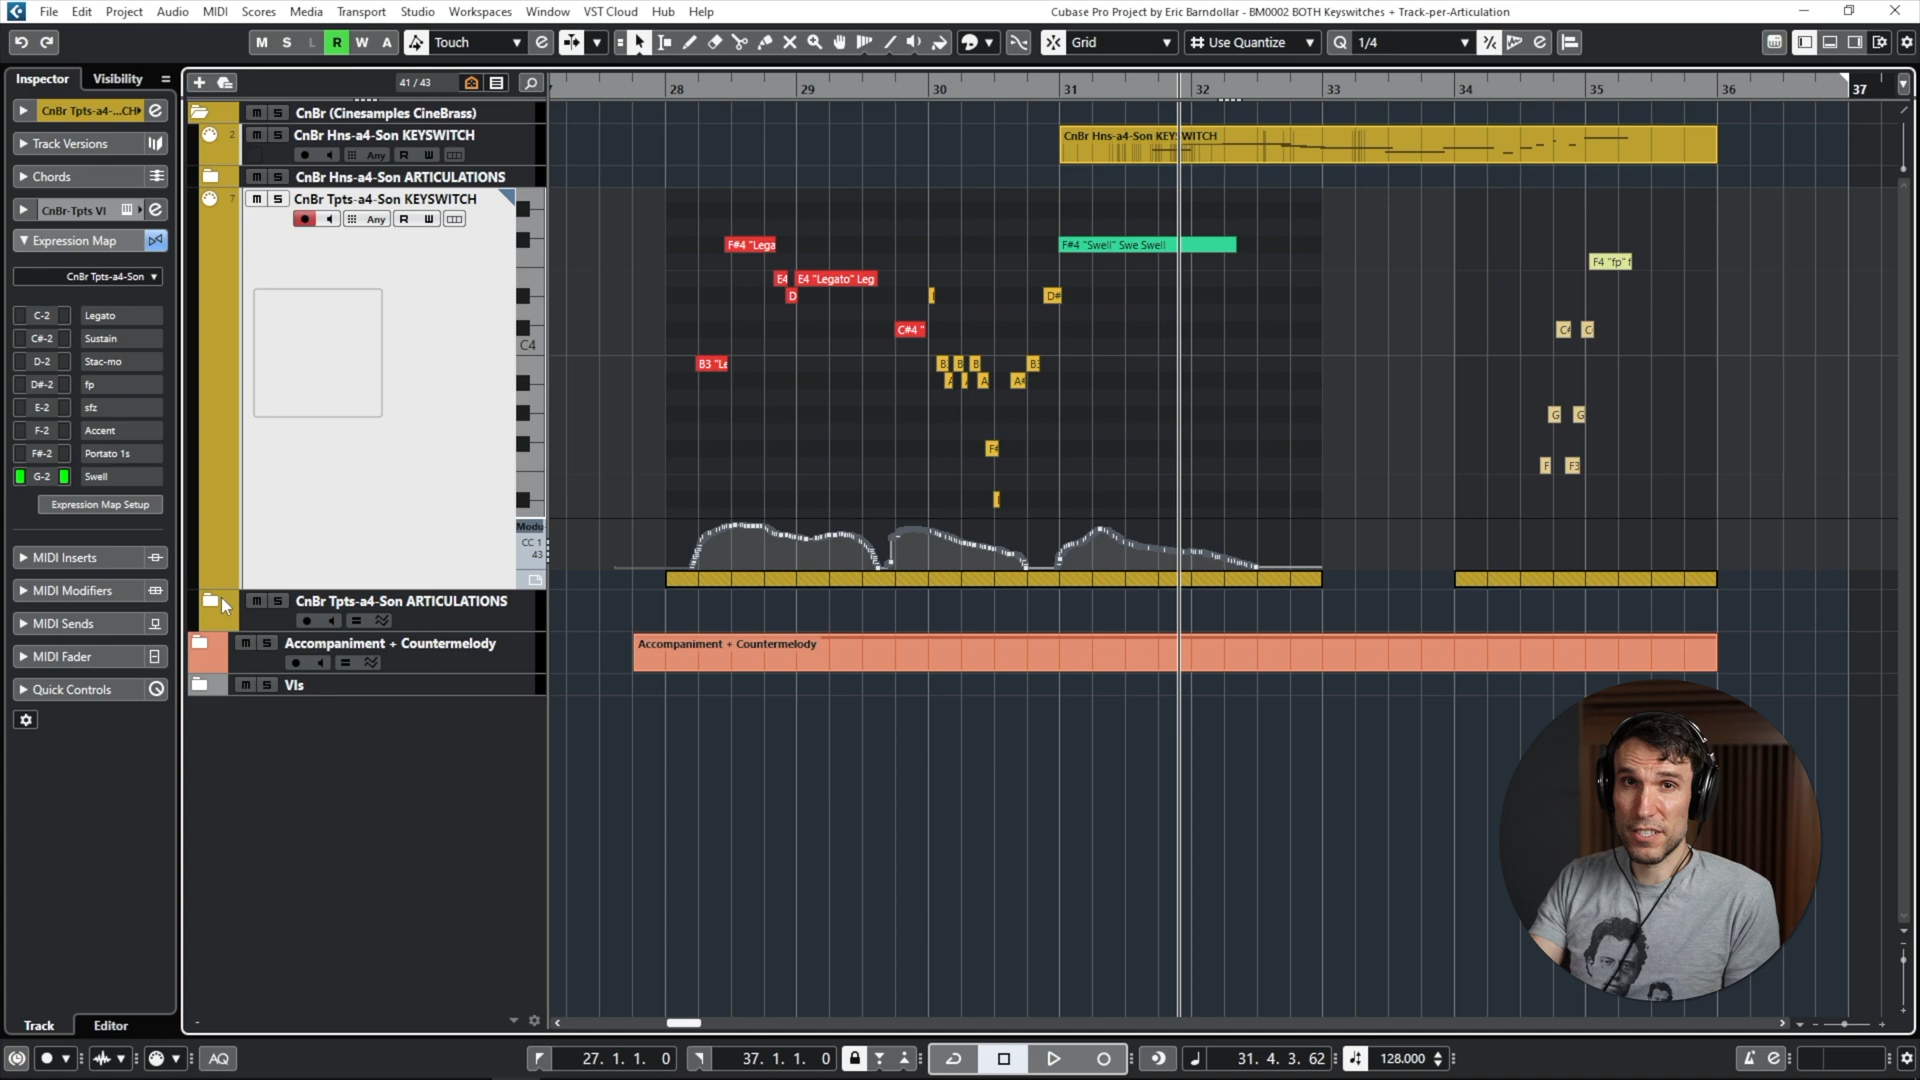 File Edit Project Audio MIDI Scores Media Transport Studio Workspaces Window VST Cloud Hub Help
Cubase Pro Project by Eric Barndollar - BM0002 BOTH Keyswitches + Track-per-Articulation
M S L R W A Touch Grid Use Quantize Q 1/4
Inspector Visibility
41 / 43
28 29 30 31 32 33 34 35 36 37
CnBr Tpts-a4-...CH
Track Versions
Chords
CnBr-Tpts VI
Expression Map
CnBr Tpts-a4-Son
C-2 Legato
C#-2 Sustain
D-2 Stac-mo
D#-2 fp
E-2 sfz
F-2 Accent
F#-2 Portato 1s
G-2 Swell
Expression Map Setup
MIDI Inserts
MIDI Modifiers
MIDI Sends
MIDI Fader
Quick Controls
Track Editor
m S CnBr (Cinesamples CineBrass)
2 m S CnBr Hns-a4-Son KEYSWITCH
Any R W
m S CnBr Hns-a4-Son ARTICULATIONS
7 m S CnBr Tpts-a4-Son KEYSWITCH
Any R W
C4
Modu
CC 1
43
m S CnBr Tpts-a4-Son ARTICULATIONS
m S Accompaniment + Countermelody
m S VIs
CnBr Hns-a4-Son KEYSWITCH
F#4 "Lega
F#4 "Swell" Swe Swell
F4 "fp" f
E4
E4 "Legato" Leg
D
D#
C#4 "
B3 "Le
B B B B3
A A A#
F#
C# C
G G
F F3
Accompaniment + Countermelody
AQ
27. 1. 1. 0
37. 1. 1. 0
31. 4. 3. 62
128.000